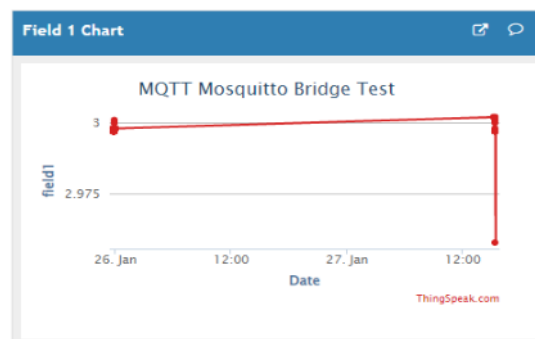 Field 1 Chart
MQTT Mosquitto Bridge Test
3
field1
2.975
26. Jan 12:00 27. Jan 12:00
Date
ThingSpeak.com